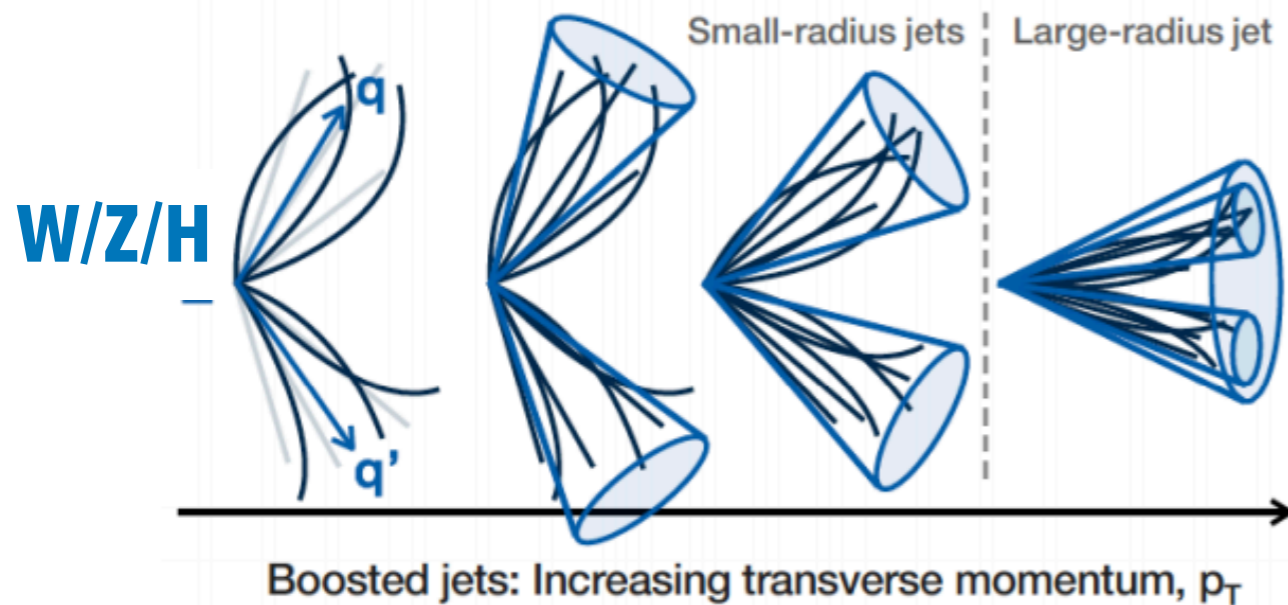 Small-radius jets
Large-radius jet
q
W/Z/H
q'
Boosted jets: Increasing transverse momentum, pT